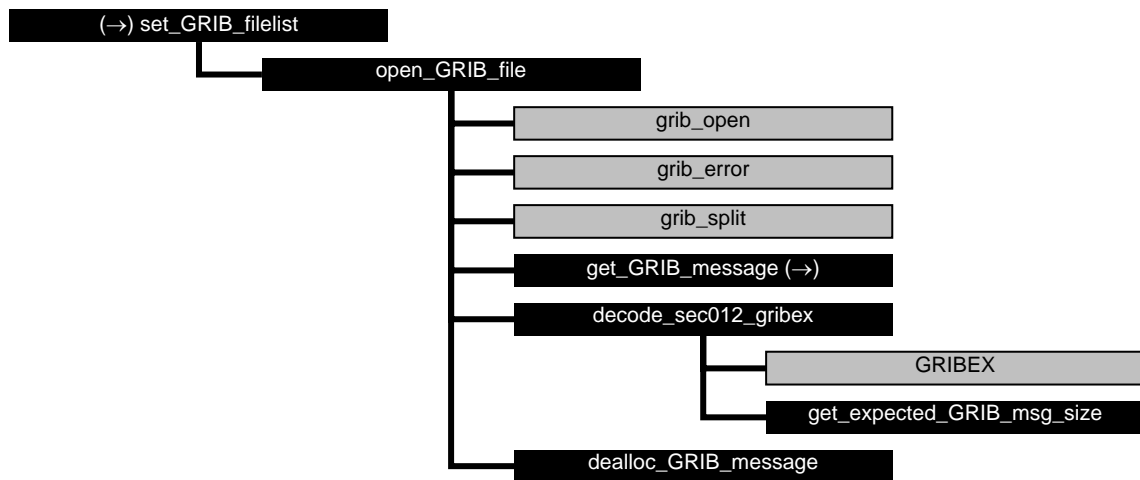 (→) set_GRIB_filelist
open_GRIB_file
grib_open
grib_error
grib_split
get_GRIB_message (→)
decode_sec012_gribex
GRIBEX
get_expected_GRIB_msg_size
dealloc_GRIB_message